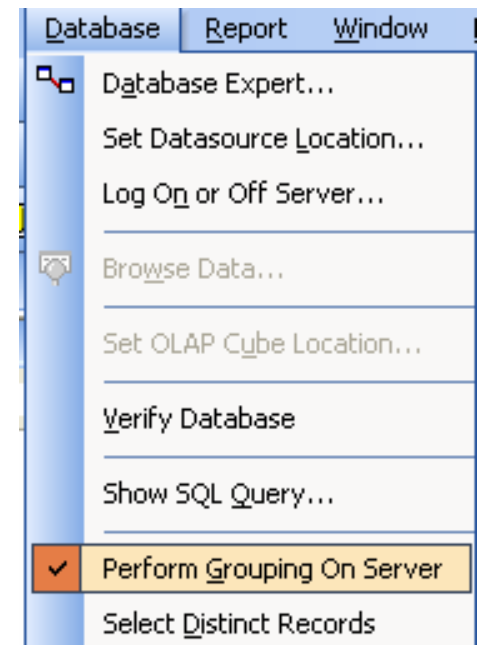 Database Report Window
Database Expert...
Set Datasource Location...
Log On or Off Server...
Browse Data...
Set OLAP Cube Location...
Verify Database
Show SQL Query...
Perform Grouping On Server
Select Distinct Records